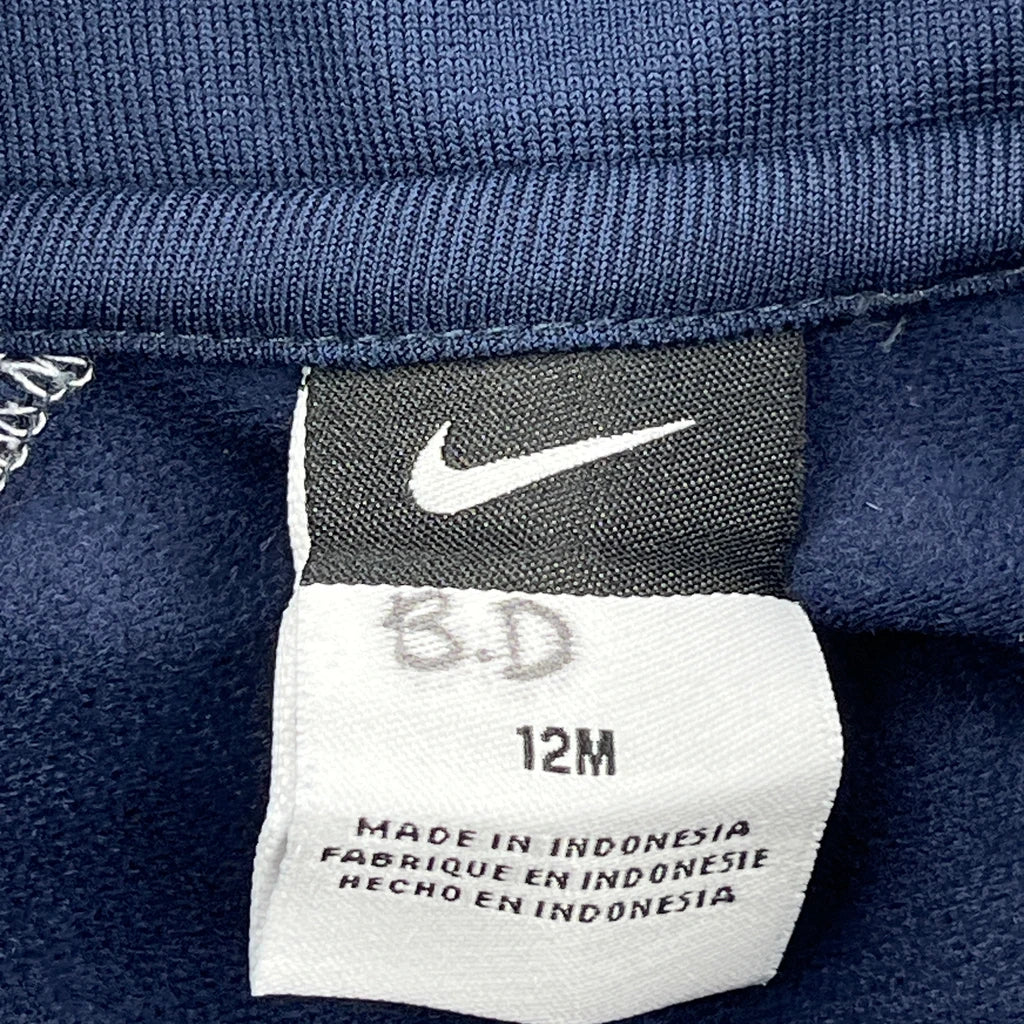 B.D
12M
MADE IN INDONESIA
FABRIQUE EN INDONESIE
HECHO EN INDONESIA